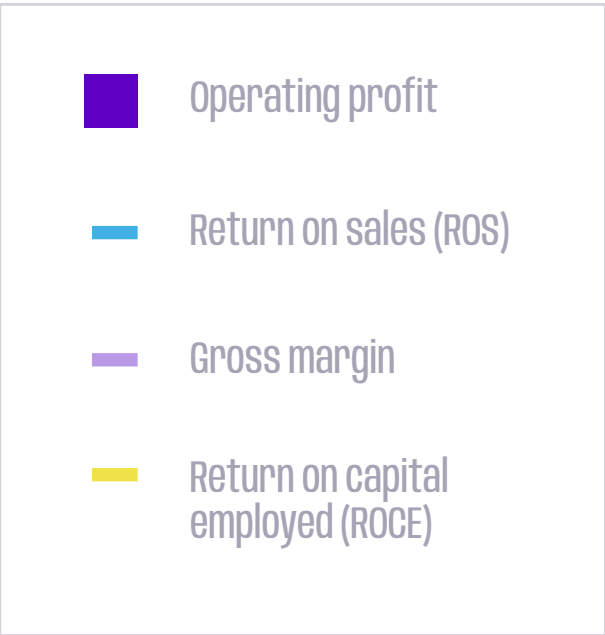 Operating profit
Return on sales (ROS)
Gross margin
Return on capital
employed (ROCE)